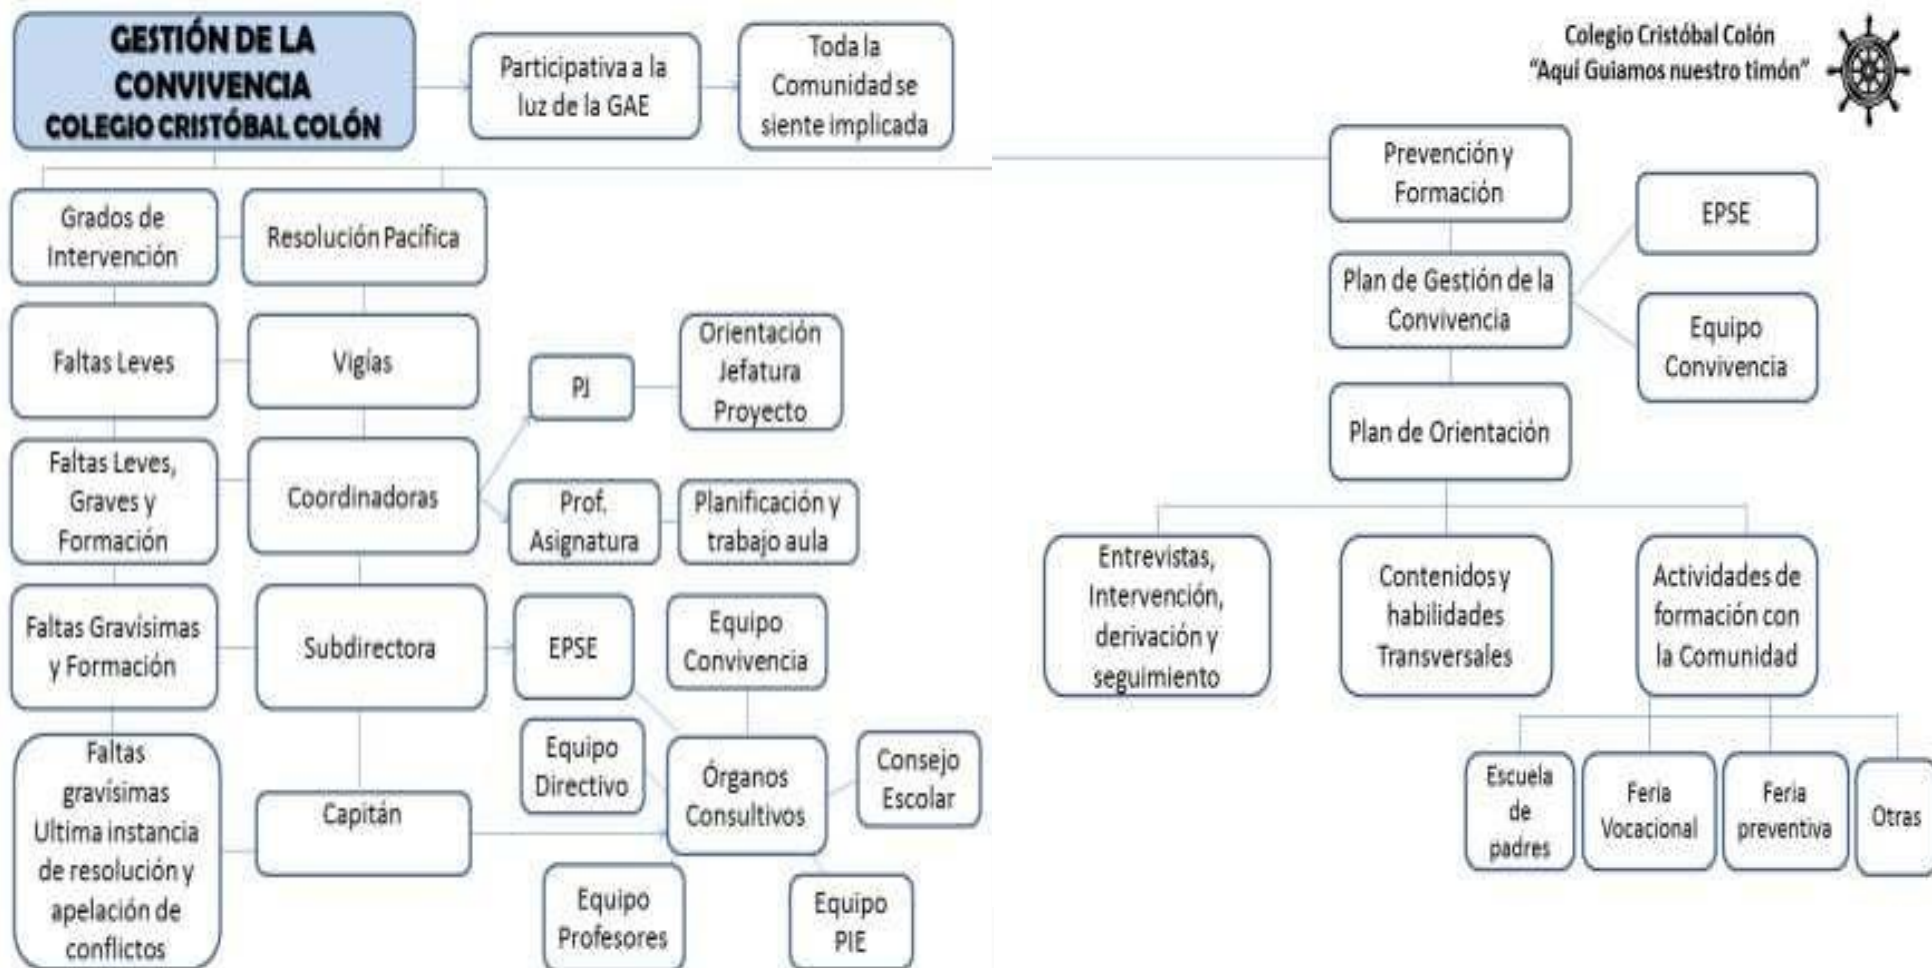 GESTIÓN DE LA
CONVIVENCIA
COLEGIO CRISTÓBAL COLÓN
Participativa a la
luz de la GAE
Toda la
Comunidad se
siente implicada
Colegio Cristóbal Colón
"Aquí Guiamos nuestro timón"
Grados de
Intervención
Resolución Pacífica
Faltas Leves
Vigías
PJ
Orientación
Jefatura
Proyecto
Faltas Leves,
Graves y
Formación
Coordinadoras
Prof.
Asignatura
Planificación y
trabajo aula
Faltas Gravísimas
y Formación
Subdirectora
EPSE
Equipo
Convivencia
Equipo
Directivo
Órganos
Consultivos
Consejo
Escolar
Faltas
gravísimas
Ultima instancia
de resolución y
apelación de
conflictos
Capitán
Equipo
Profesores
Equipo
PIE
Prevención y
Formación
Plan de Gestión de la
Convivencia
EPSE
Equipo
Convivencia
Plan de Orientación
Entrevistas,
Intervención,
derivación y
seguimiento
Contenidos y
habilidades
Transversales
Actividades de
formación con
la Comunidad
Escuela
de
padres
Feria
Vocacional
Feria
preventiva
Otras